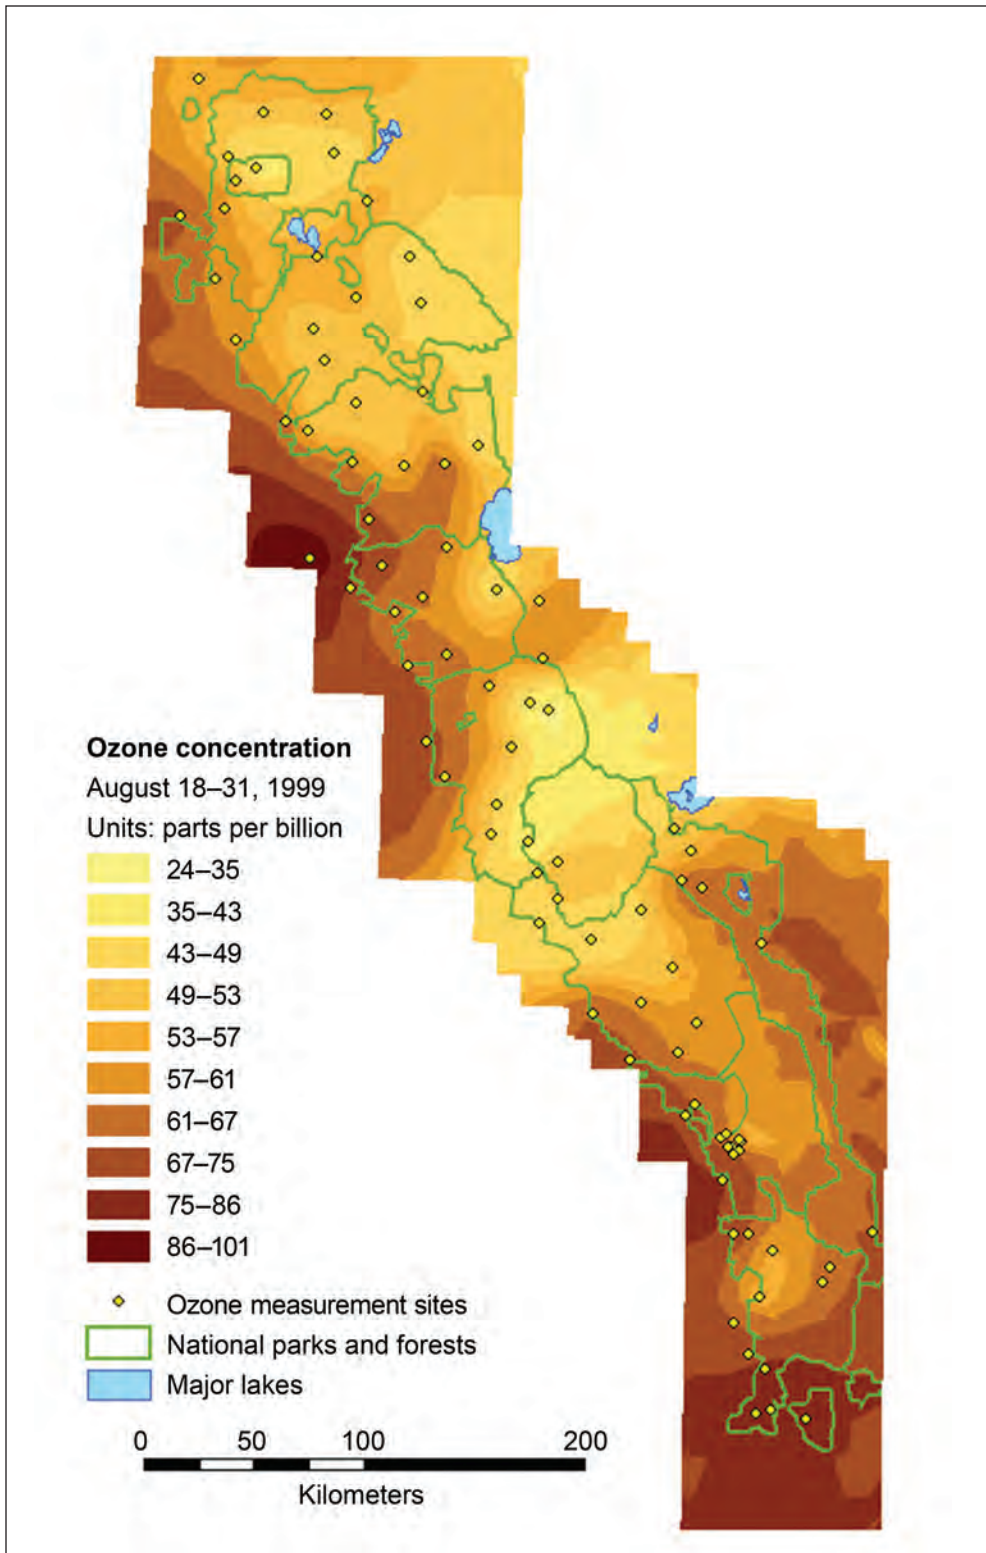 Ozone concentration
August 18–31, 1999
Units: parts per billion
24–35
35–43
43–49
49–53
53–57
57–61
61–67
67–75
75–86
86–101
Ozone measurement sites
National parks and forests
Major lakes
0 50 100 200
Kilometers